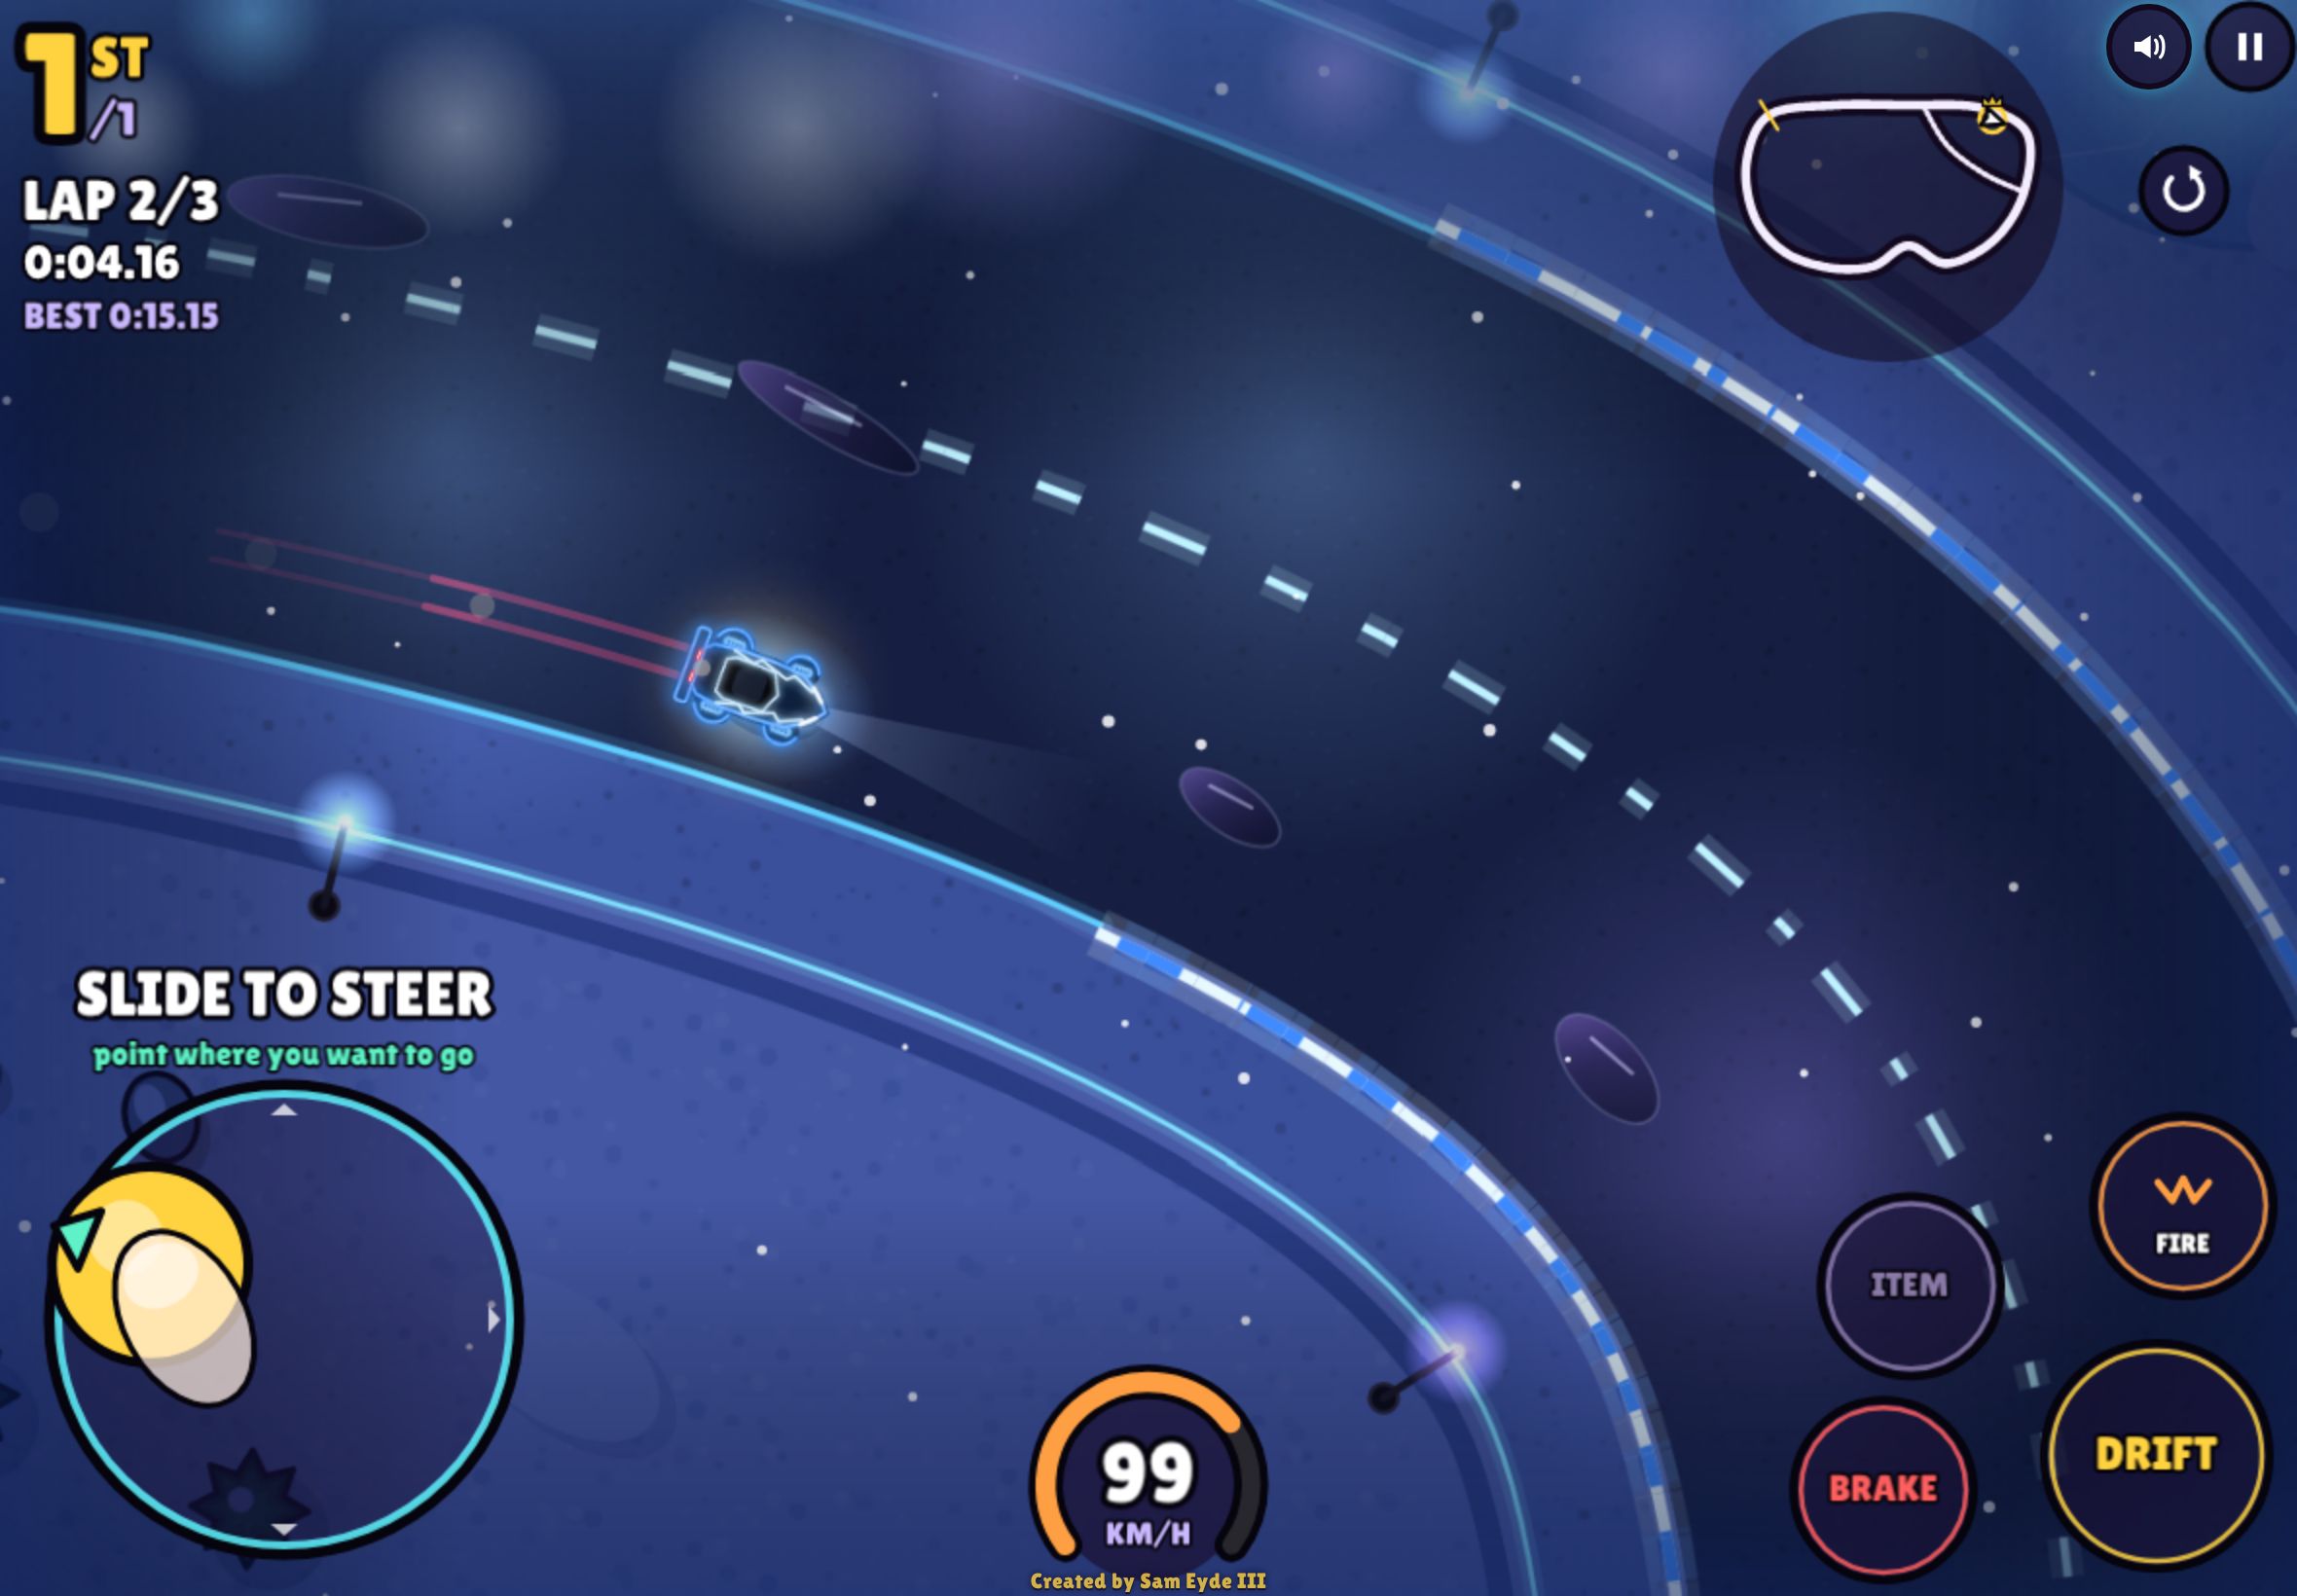 1ST
/1
LAP 2/3
0:04.16
BEST 0:15.15
SLIDE TO STEER
point where you want to go
FIRE
ITEM
BRAKE
DRIFT
99
KM/H
Created by Sam Eyde III